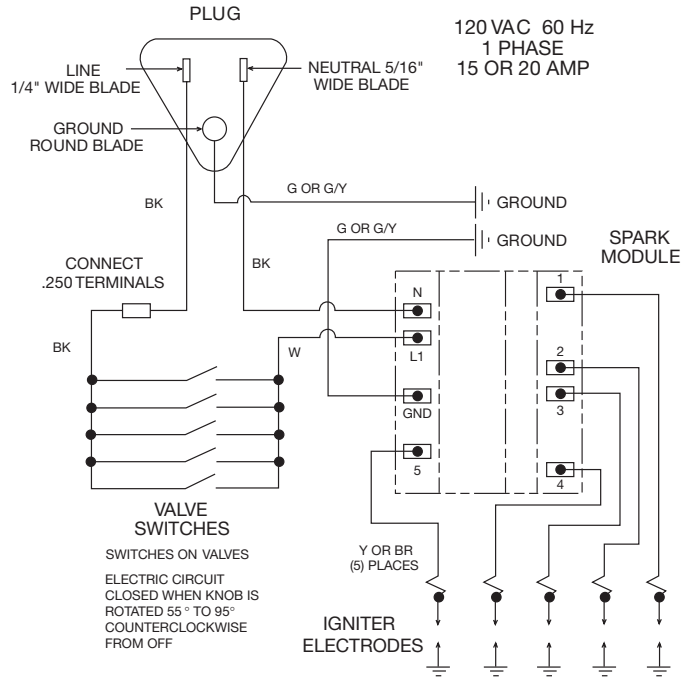 PLUG
120 VAC 60 Hz
1 PHASE
15 OR 20 AMP
LINE
1/4" WIDE BLADE
NEUTRAL 5/16"
WIDE BLADE
GROUND
ROUND BLADE
G OR G/Y
GROUND
BK
G OR G/Y
GROUND
SPARK
MODULE
CONNECT
.250 TERMINALS
BK
N
1
BK
W
L1
2
3
GND
5
4
VALVE
SWITCHES
SWITCHES ON VALVES
ELECTRIC CIRCUIT
CLOSED WHEN KNOB IS
ROTATED 55° TO 95°
COUNTERCLOCKWISE
FROM OFF
Y OR BR
(5) PLACES
IGNITER
ELECTRODES